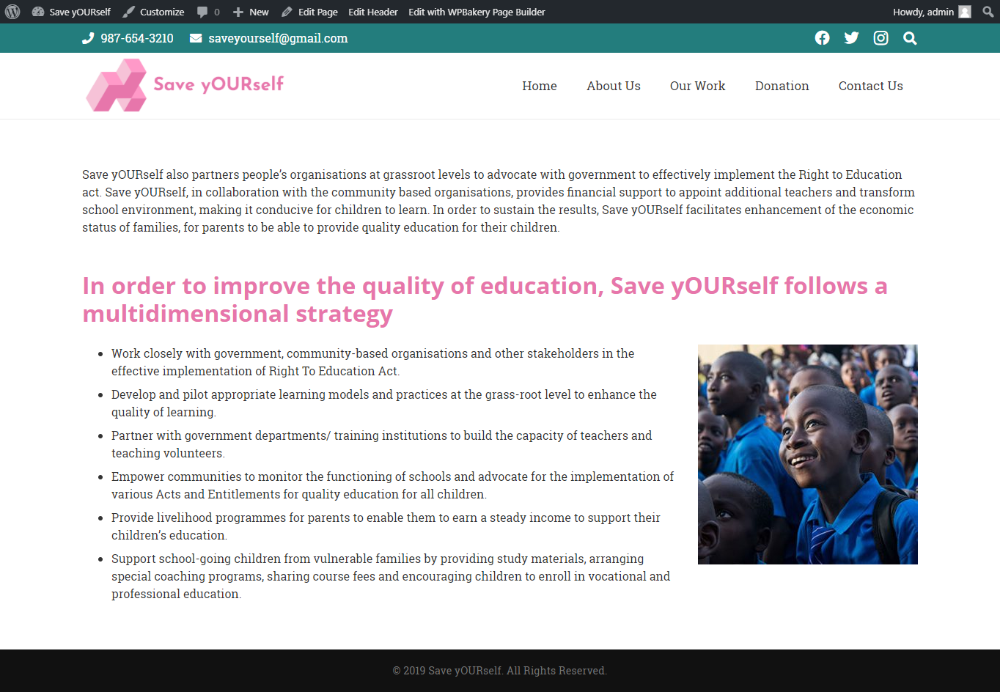 Save yOURself Customize 0 New Edit Page Edit Header Edit with WPBakery Page Builder Howdy, admin
987-654-3210 saveyourself@gmail.com
Save yOURself
Home About Us Our Work Donation Contact Us
Save yOURself also partners people’s organisations at grassroot levels to advocate with government to effectively implement the Right to Education
act. Save yOURself, in collaboration with the community based organisations, provides financial support to appoint additional teachers and transform
school environment, making it conducive for children to learn. In order to sustain the results, Save yOURself facilitates enhancement of the economic
status of families, for parents to be able to provide quality education for their children.
In order to improve the quality of education, Save yOURself follows a
multidimensional strategy
• Work closely with government, community-based organisations and other stakeholders in the
effective implementation of Right To Education Act.
• Develop and pilot appropriate learning models and practices at the grass-root level to enhance the
quality of learning.
• Partner with government departments/ training institutions to build the capacity of teachers and
teaching volunteers.
• Empower communities to monitor the functioning of schools and advocate for the implementation of
various Acts and Entitlements for quality education for all children.
• Provide livelihood programmes for parents to enable them to earn a steady income to support their
children’s education.
• Support school-going children from vulnerable families by providing study materials, arranging
special coaching programs, sharing course fees and encouraging children to enroll in vocational and
professional education.
© 2019 Save yOURself. All Rights Reserved.